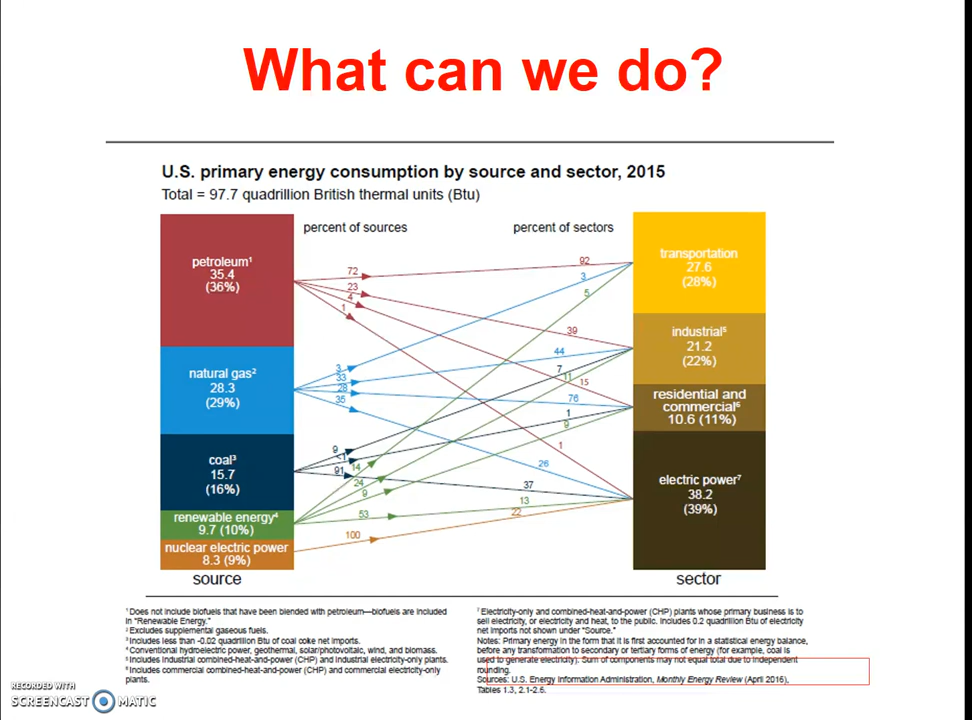 What can we do?
U.S. primary energy consumption by source and sector, 2015
Total = 97.7 quadrillion British thermal units (Btu)
percent of sources
percent of sectors
petroleum¹
35.4
(36%)
natural gas²
28.3
(29%)
coal³
15.7
(16%)
renewable energy⁴
9.7 (10%)
nuclear electric power
8.3 (9%)
source
72
23
4
1
3
33
28
35
9
<1
91
14
24
9
53
100
92
3
5
39
44
7
11
15
76
1
9
1
26
37
13
22
transportation
27.6
(28%)
industrial⁵
21.2
(22%)
residential and
commercial⁶
10.6 (11%)
electric power⁷
38.2
(39%)
sector
¹ Does not include biofuels that have been blended with petroleum—biofuels are included
in "Renewable Energy."
² Excludes supplemental gaseous fuels.
³ Includes less than -0.02 quadrillion Btu of coal coke net imports.
⁴ Conventional hydroelectric power, geothermal, solar/photovoltaic, wind, and biomass.
⁵ Includes industrial combined-heat-and-power (CHP) and industrial electricity-only plants.
⁶ Includes commercial combined-heat-and-power (CHP) and commercial electricity-only
plants.
⁷ Electricity-only and combined-heat-and-power (CHP) plants whose primary business is to
sell electricity, or electricity and heat, to the public. Includes 0.2 quadrillion Btu of electricity
net imports not shown under "Source."
Notes: Primary energy in the form that it is first accounted for in a statistical energy balance,
before any transformation to secondary or tertiary forms of energy (for example, coal is
used to generate electricity). Sum of components may not equal total due to independent
rounding.
Sources: U.S. Energy Information Administration, Monthly Energy Review (April 2016),
Tables 1.3, 2.1-2.6.
RECORDED WITH
SCREENCAST MATIC